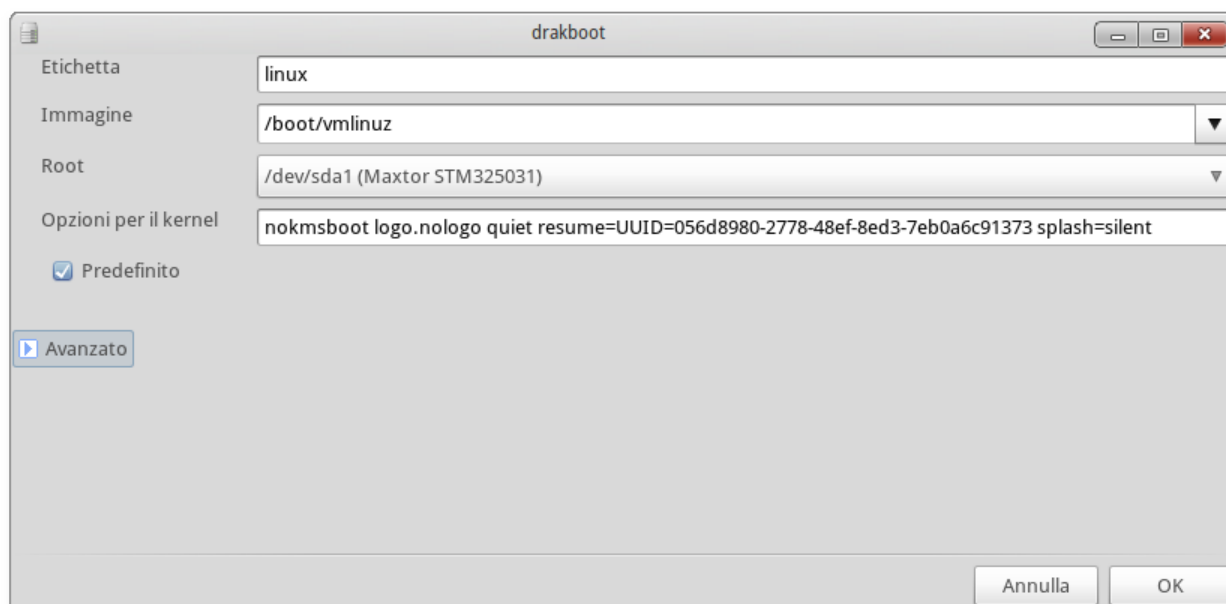 drakboot
Etichetta
linux
Immagine
/boot/vmlinuz
Root
/dev/sda1 (Maxtor STM325031)
Opzioni per il kernel
nokmsboot logo.nologo quiet resume=UUID=056d8980-2778-48ef-8ed3-7eb0a6c91373 splash=silent
Predefinito
Avanzato
Annulla
OK